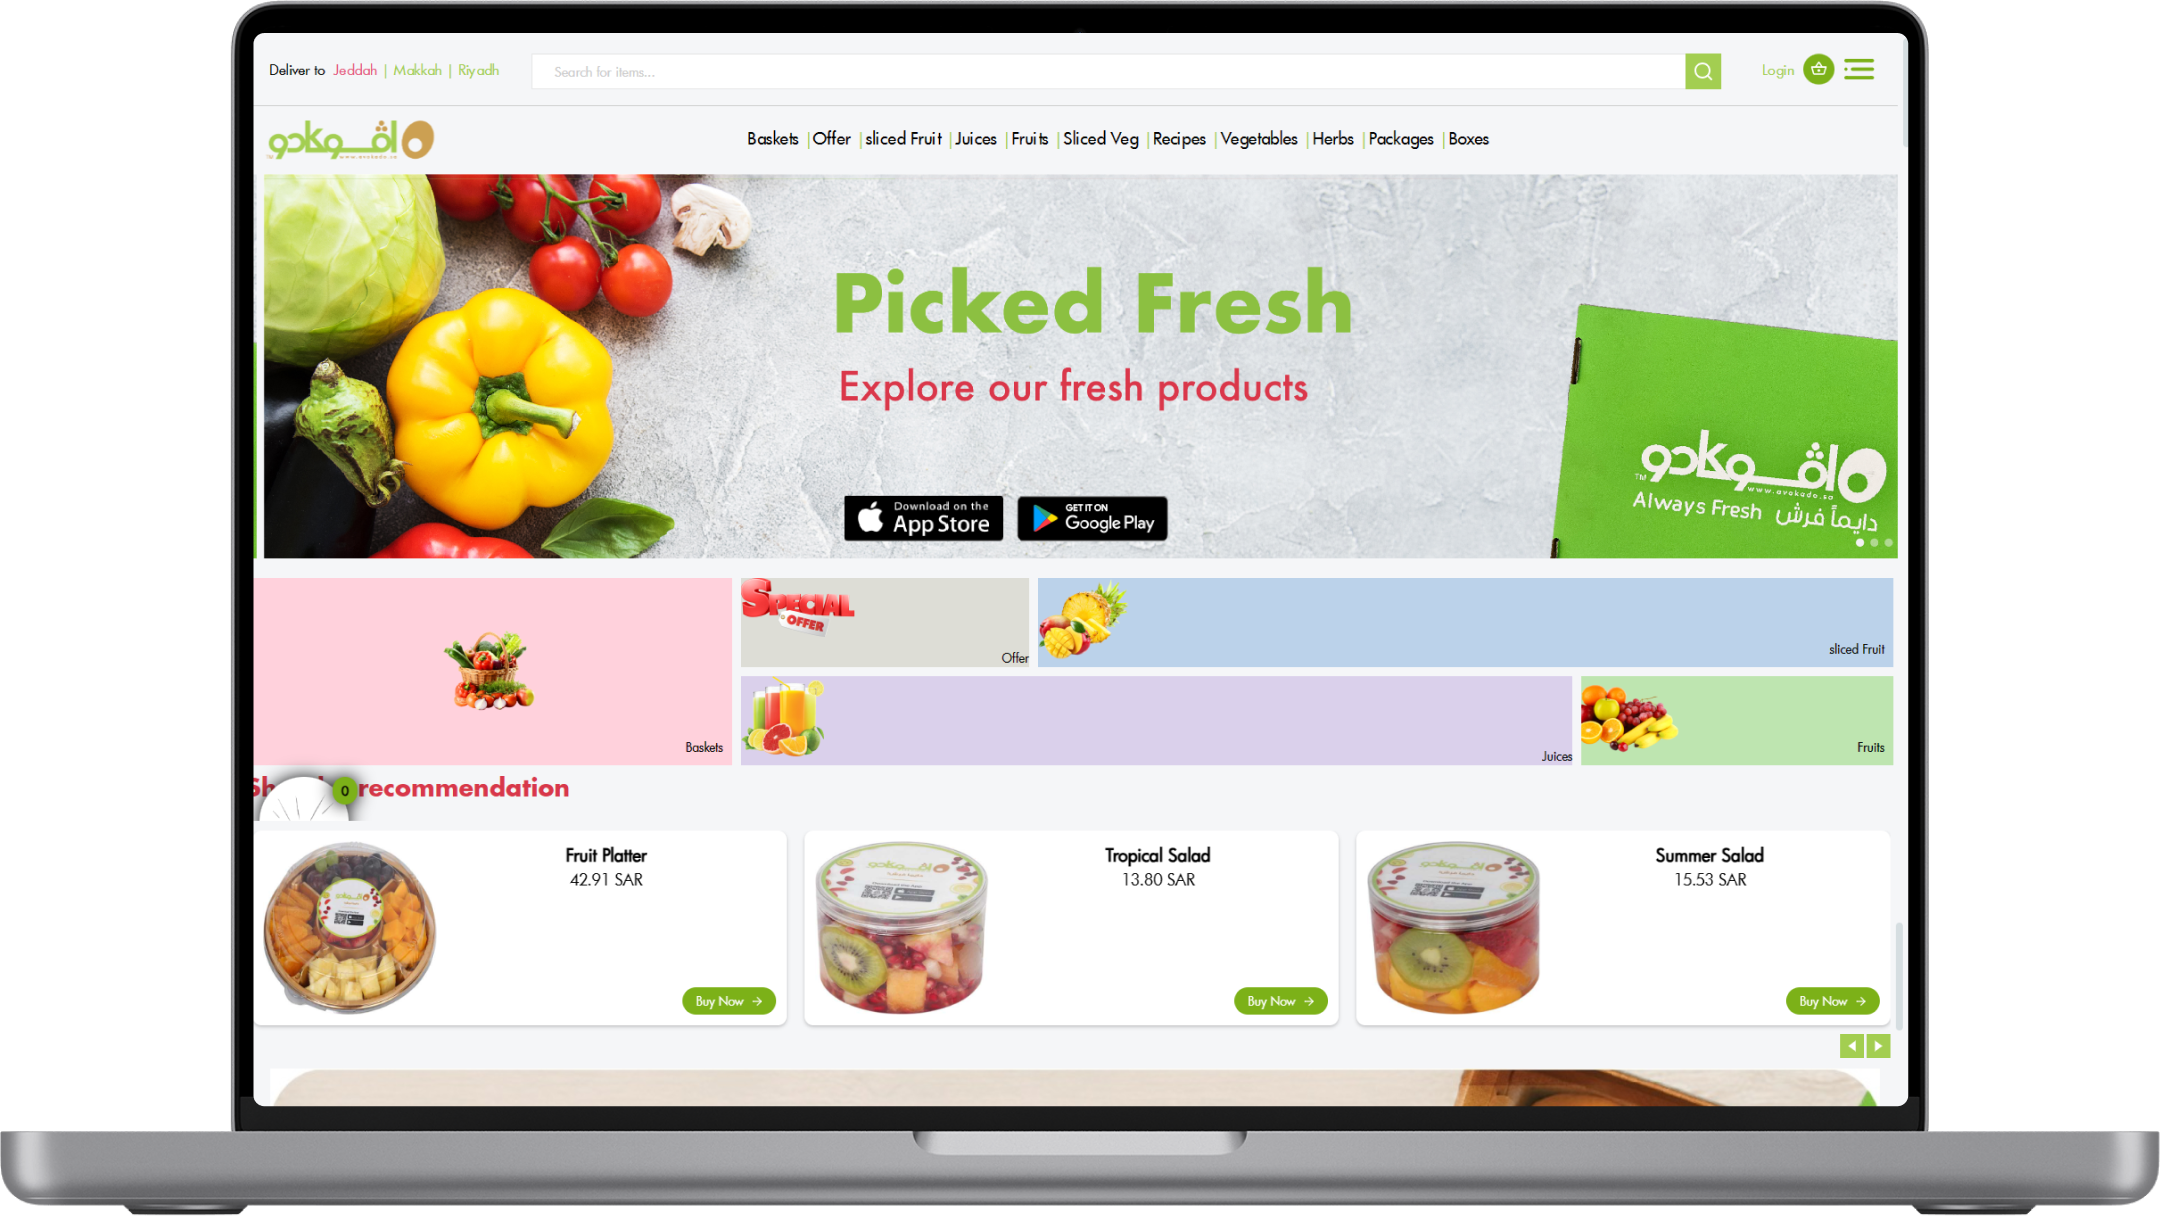 Deliver to Jeddah | Makkah | Riyadh
Search for items...
Login
اڤوكادو
www.avokado.sa
TM
Baskets | Offer | sliced Fruit | Juices | Fruits | Sliced Veg | Recipes | Vegetables | Herbs | Packages | Boxes
Picked Fresh
Explore our fresh products
Download on the
App Store
GET IT ON
Google Play
اڤوكادو
TM
www.avokado.sa
Always Fresh دايماً فرش
SPECIAL
OFFER
Offer
sliced Fruit
Baskets
Juices
Fruits
0
recommendation
Fruit Platter
42.91 SAR
Buy Now
Tropical Salad
13.80 SAR
Buy Now
Summer Salad
15.53 SAR
Buy Now